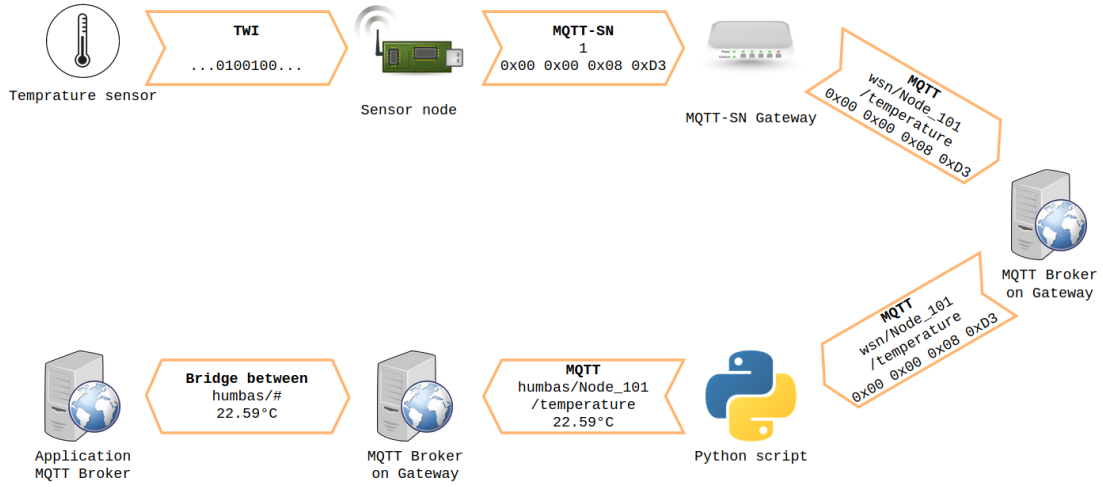 TWI
...0100100...
Temprature sensor
Sensor node
MQTT-SN
1
0x00 0x00 0x08 0xD3
MQTT-SN Gateway
MQTT
wsn/Node_101
/temperature
0x00 0x00 0x08 0xD3
MQTT Broker
on Gateway
MQTT
wsn/Node_101
/temperature
0x00 0x00 0x08 0xD3
Python script
MQTT
humbas/Node_101
/temperature
22.59°C
MQTT Broker
on Gateway
Bridge between
humbas/#
22.59°C
Application
MQTT Broker